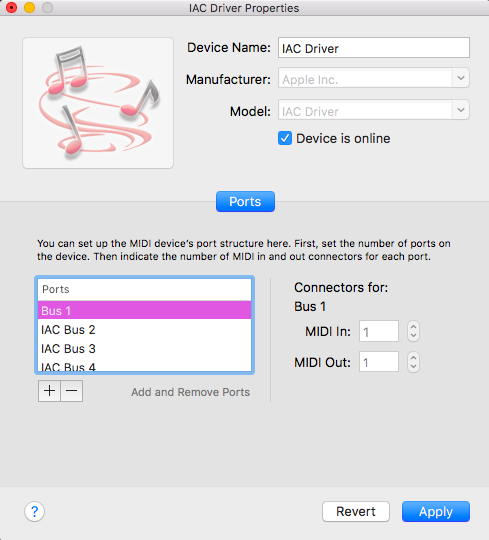 IAC Driver Properties
Device Name: IAC Driver
Manufacturer: Apple Inc.
Model: IAC Driver
Device is online
Ports
You can set up the MIDI device's port structure here. First, set the number of ports on
the device. Then indicate the number of MIDI in and out connectors for each port.
Ports
Bus 1
IAC Bus 2
IAC Bus 3
IAC Bus 4
+ −
Add and Remove Ports
Connectors for:
Bus 1
MIDI In: 1
MIDI Out: 1
?
Revert
Apply